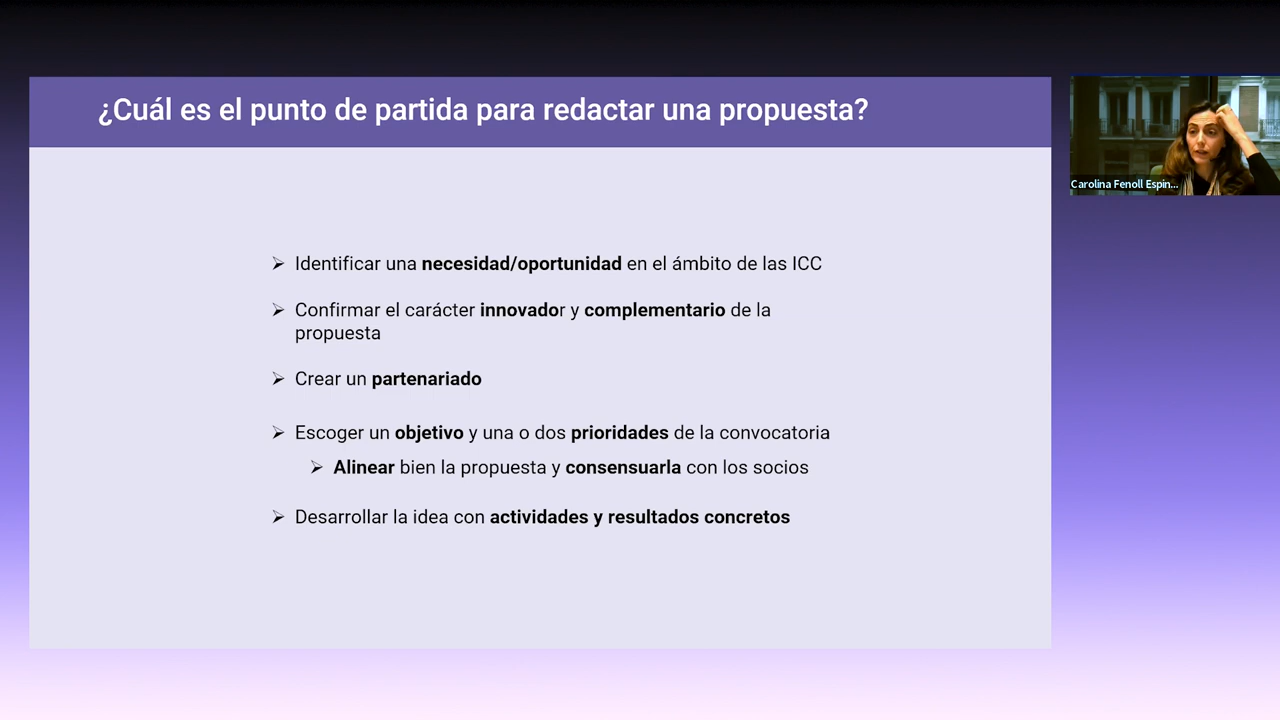 ¿Cuál es el punto de partida para redactar una propuesta?
Carolina Fenoll Espin...
➢ Identificar una necesidad/oportunidad en el ámbito de las ICC
➢ Confirmar el carácter innovador y complementario de la
propuesta
➢ Crear un partenariado
➢ Escoger un objetivo y una o dos prioridades de la convocatoria
➢ Alinear bien la propuesta y consensuarla con los socios
➢ Desarrollar la idea con actividades y resultados concretos